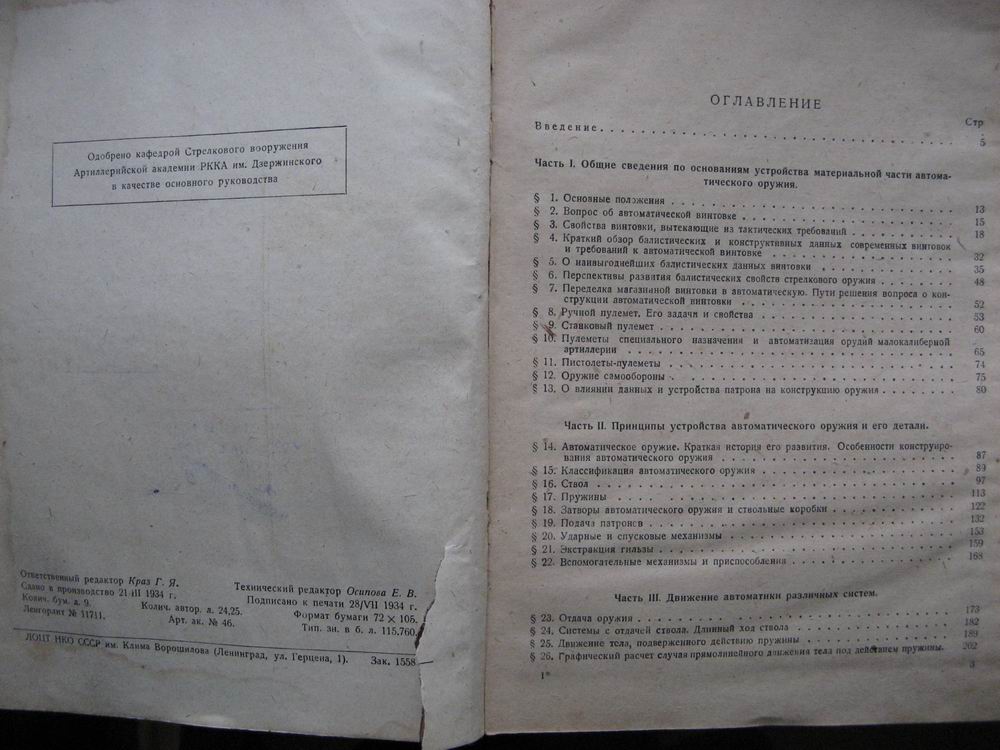 Одобрено кафедрой Стрелкового вооружения
Артиллерийской академии РККА им. Дзержинского
в качестве основного руководства
Ответственный редактор Краз Г. Я.
Технический редактор Осипова Е. В.
Сдано в производство 21/III 1934 г.
Подписано к печати 28/VII 1934 г.
Колич. бум. л. 9.
Колич. автор. л. 24,25.
Формат бумаги 72 × 105.
Ленгорлит № 11711.
Арт. ак. № 46.
Тип. зн. в б. л. 115.760.
ЛОЦТ НКО СССР им. Клима Ворошилова (Ленинград, ул. Герцена, 1). Зак. 1558
ОГЛАВЛЕНИЕ
Стр
Введение . . . 5
Часть I. Общие сведения по основаниям устройства материальной части автома-
тического оружия.
§ 1. Основные положения . . . 13
§ 2. Вопрос об автоматической винтовке . . . 15
§ 3. Свойства винтовки, вытекающие из тактических требований . . . 18
§ 4. Краткий обзор балистических и конструктивных данных современных винтовок
и требований к автоматической винтовке . . . 32
§ 5. О наивыгоднейших балистических данных винтовки . . . 35
§ 6. Перспективы развития балистических свойств стрелкового оружия . . . 48
§ 7. Переделка магазинной винтовки в автоматическую. Пути решения вопроса о кон-
струкции автоматической винтовки . . . 52
§ 8. Ручной пулемет. Его задачи и свойства . . . 53
§ 9. Станковый пулемет . . . 60
§ 10. Пулеметы специального назначения и автоматизация орудий малокалиберной
артиллерии . . . 65
§ 11. Пистолеты-пулеметы . . . 74
§ 12. Оружие самообороны . . . 75
§ 13. О влиянии данных и устройства патрона на конструкцию оружия . . . 80
Часть II. Принципы устройства автоматического оружия и его детали.
§ 14. Автоматическое оружие. Краткая история его развития. Особенности конструиро-
вания автоматического оружия . . . 87
§ 15. Классификация автоматического оружия . . . 89
§ 16. Ствол . . . 97
§ 17. Пружины . . . 113
§ 18. Затворы автоматического оружия и ствольные коробки . . . 122
§ 19. Подача патронов . . . 132
§ 20. Ударные и спусковые механизмы . . . 153
§ 21. Экстракция гильзы . . . 159
§ 22. Вспомогательные механизмы и приспособления . . . 168
Часть III. Движение автоматики различных систем.
§ 23. Отдача оружия . . . 173
§ 24. Системы с отдачей ствола. Длинный ход ствола . . . 182
§ 25. Движение тела, подверженного действию пружины . . . 189
§ 26. Графический расчет случая прямолинейного движения тела под действием пружины. 202
1*
3